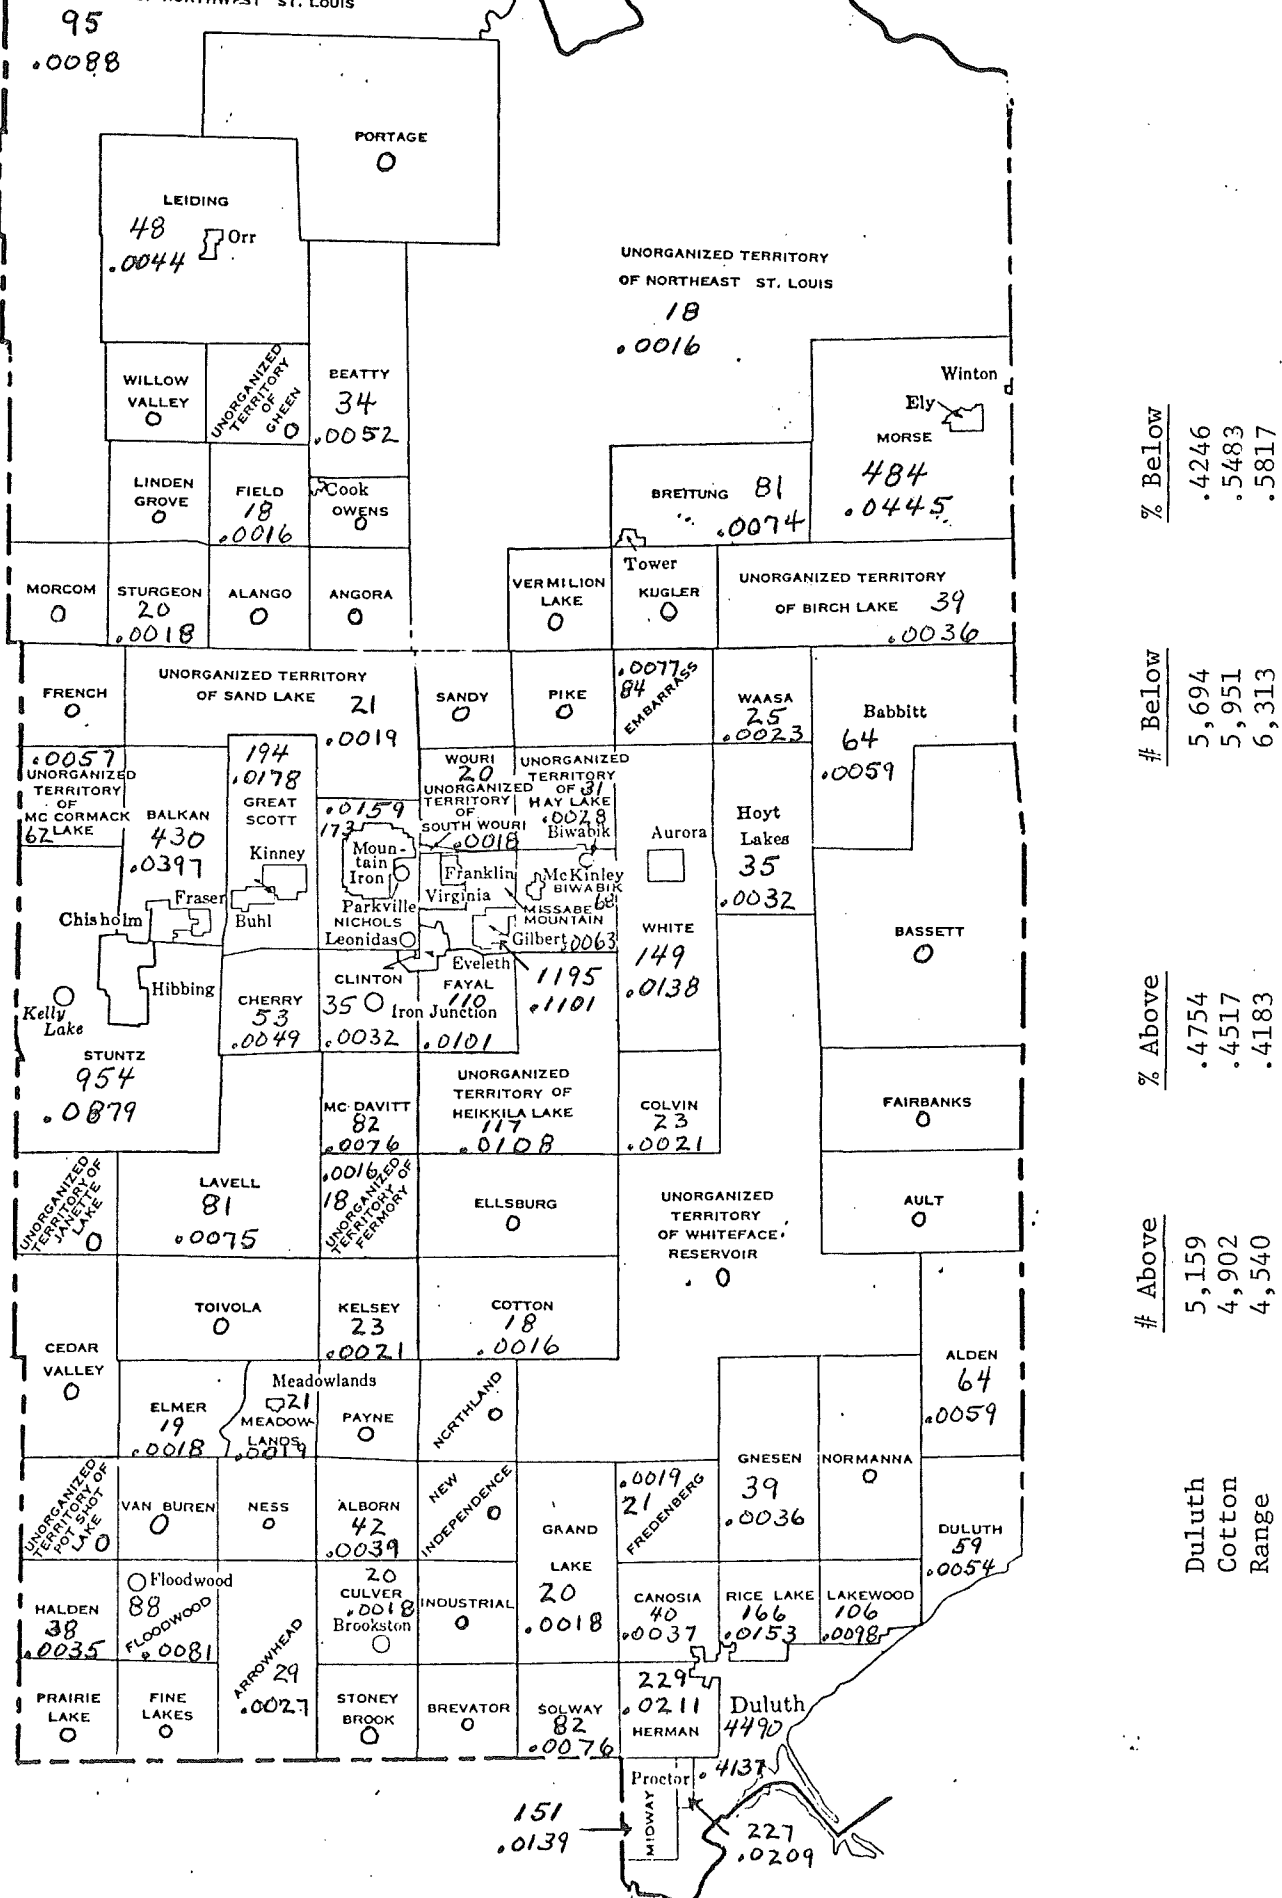 OF NORTHWEST ST. LOUIS
95
.0088
PORTAGE
0
LEIDING
48
.0044
Orr
UNORGANIZED TERRITORY
OF NORTHEAST ST. LOUIS
18
.0016
WILLOW
VALLEY
0
UNORGANIZED
TERRITORY
OF
GHEEN
0
BEATTY
34
.0052
Winton
Ely
MORSE
484
.0445
LINDEN
GROVE
0
FIELD
18
.0016
Cook
OWENS
0
BREITUNG 81
.0074
Tower
MORCOM
0
STURGEON
20
.0018
ALANGO
0
ANGORA
0
VERMILION
LAKE
0
KUGLER
0
UNORGANIZED TERRITORY
OF BIRCH LAKE 39
.0036
FRENCH
0
UNORGANIZED TERRITORY
OF SAND LAKE 21
.0019
SANDY
0
PIKE
0
.0077
84
EMBARRASS
WAASA
25
.0023
Babbitt
64
.0059
.0057
UNORGANIZED
TERRITORY
OF
MC CORMACK
62 LAKE
BALKAN
430
.0397
194
.0178
GREAT
SCOTT
Kinney
Buhl
Fraser
Chisholm
Hibbing
Kelly
Lake
STUNTZ
954
.0879
.0159
173
Moun-
tain
Iron
Parkville
NICHOLS
Leonidas
WOURI
20
UNORGANIZED
TERRITORY
OF
SOUTH WOURI
.0018
UNORGANIZED
TERRITORY
OF 31
HAY LAKE
.0028
Biwabik
Franklin
Virginia
McKinley
BIWABIK
68
MISSABE
MOUNTAIN
Gilbert .0063
Eveleth
1195
.1101
Aurora
WHITE
149
.0138
Hoyt
Lakes
35
.0032
BASSETT
0
CHERRY
53
.0049
CLINTON
35
Iron Junction
.0032
FAYAL
110
.0101
MC DAVITT
82
.0076
UNORGANIZED
TERRITORY OF
HEIKKILA LAKE
117
.0108
COLVIN
23
.0021
FAIRBANKS
0
UNORGANIZED
TERRITORY OF
JANETTE
LAKE
0
LAVELL
81
.0075
.0016
18
UNORGANIZED
TERRITORY OF
FERMORY
ELLSBURG
0
UNORGANIZED
TERRITORY
OF WHITEFACE
RESERVOIR
0
AULT
0
CEDAR
VALLEY
0
TOIVOLA
0
KELSEY
23
.0021
COTTON
18
.0016
ALDEN
64
.0059
ELMER
19
.0018
Meadowlands
21
MEADOW-
LANDS
.0019
PAYNE
0
NORTHLAND
0
GNESEN
39
.0036
NORMANNA
0
UNORGANIZED
TERRITORY OF
POT SHOT
LAKE
0
VAN BUREN
0
NESS
0
ALBORN
42
.0039
NEW
INDEPENDENCE
0
GRAND
LAKE
20
.0018
.0019
21
FREDENBERG
DULUTH
59
.0054
HALDEN
38
.0035
Floodwood
88
FLOODWOOD
.0081
ARROWHEAD
29
.0027
20
CULVER
.0018
Brookston
INDUSTRIAL
0
CANOSIA
40
.0037
RICE LAKE
166
.0153
LAKEWOOD
106
.0098
PRAIRIE
LAKE
0
FINE
LAKES
0
STONEY
BROOK
0
BREVATOR
0
SOLWAY
82
.0076
229
.0211
HERMAN
Duluth
4490
.4137
Proctor
MIDWAY
151
.0139
227
.0209
# Above % Above # Below % Below
Duluth 5,159 .4754 5,694 .4246
Cotton 4,902 .4517 5,951 .5483
Range 4,540 .4183 6,313 .5817